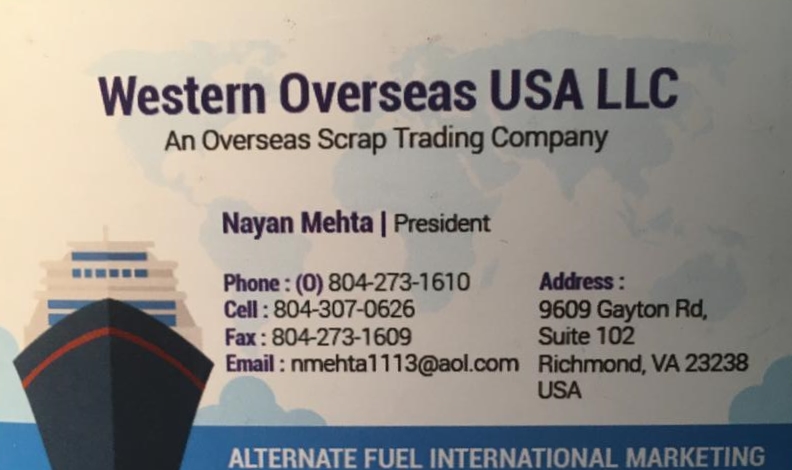 Western Overseas USA LLC
An Overseas Scrap Trading Company
Nayan Mehta | President
Phone : (O) 804-273-1610
Cell : 804-307-0626
Fax : 804-273-1609
Email : nmehta1113@aol.com
Address :
9609 Gayton Rd,
Suite 102
Richmond, VA 23238
USA
ALTERNATE FUEL INTERNATIONAL MARKETING